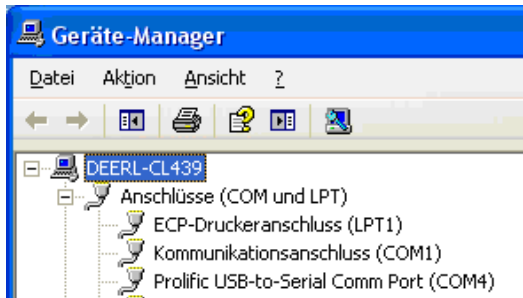 Geräte-Manager
Datei Aktion Ansicht ?
DEERL-CL439
Anschlüsse (COM und LPT)
ECP-Druckeranschluss (LPT1)
Kommunikationsanschluss (COM1)
Prolific USB-to-Serial Comm Port (COM4)